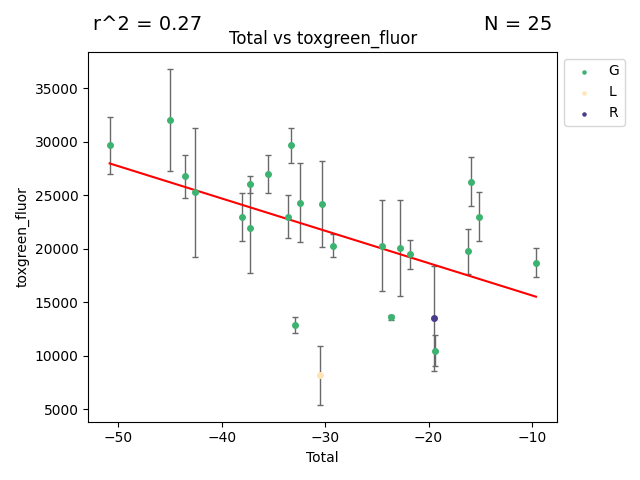 r^2 = 0.27
N = 25
Total vs toxgreen_fluor
G
L
R
35000
30000
25000
20000
15000
10000
5000
toxgreen_fluor
−50
−40
−30
−20
−10
Total